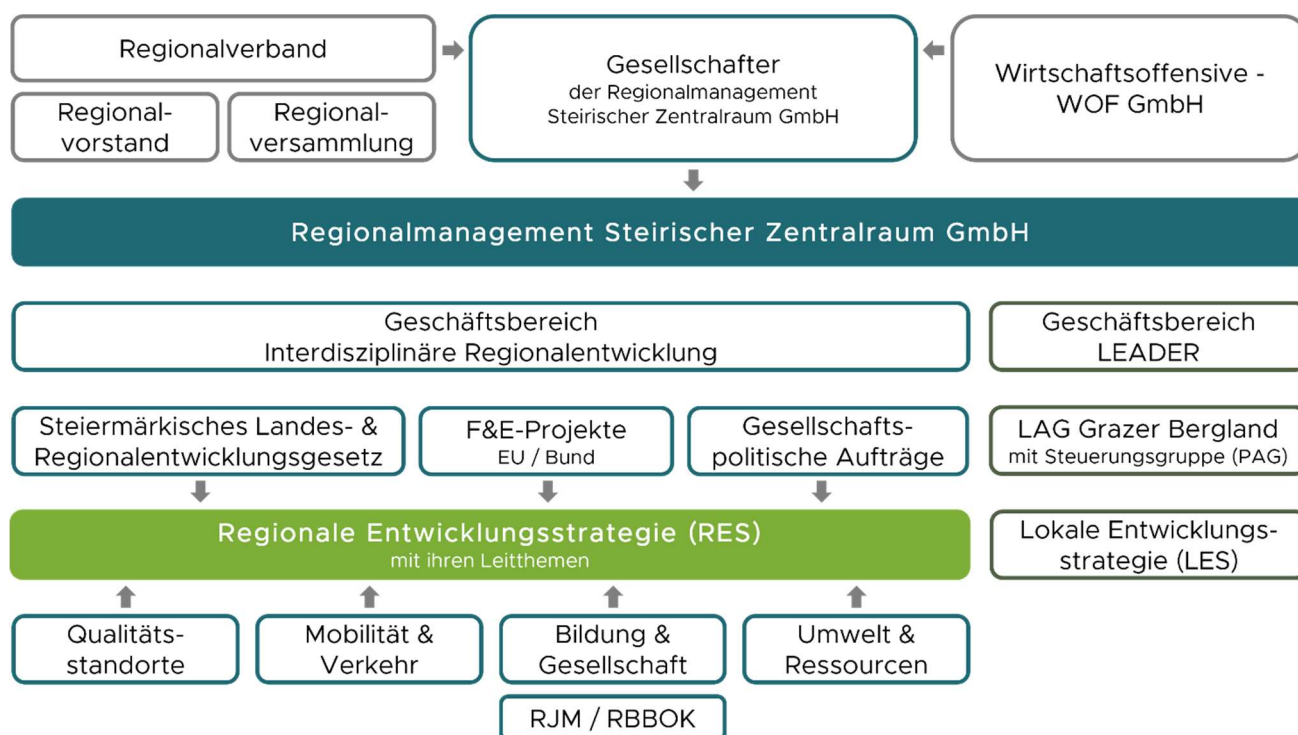 Regionalverband
Regional-
vorstand
Regional-
versammlung
Gesellschafter
der Regionalmanagement
Steirischer Zentralraum GmbH
Wirtschaftsoffensive -
WOF GmbH
Regionalmanagement Steirischer Zentralraum GmbH
Geschäftsbereich
Interdisziplinäre Regionalentwicklung
Geschäftsbereich
LEADER
Steiermärkisches Landes- &
Regionalentwicklungsgesetz
F&E-Projekte
EU / Bund
Gesellschafts-
politische Aufträge
LAG Grazer Bergland
mit Steuerungsgruppe (PAG)
Regionale Entwicklungsstrategie (RES)
mit ihren Leitthemen
Lokale Entwicklungs-
strategie (LES)
Qualitäts-
standorte
Mobilität &
Verkehr
Bildung &
Gesellschaft
Umwelt &
Ressourcen
RJM / RBBOK